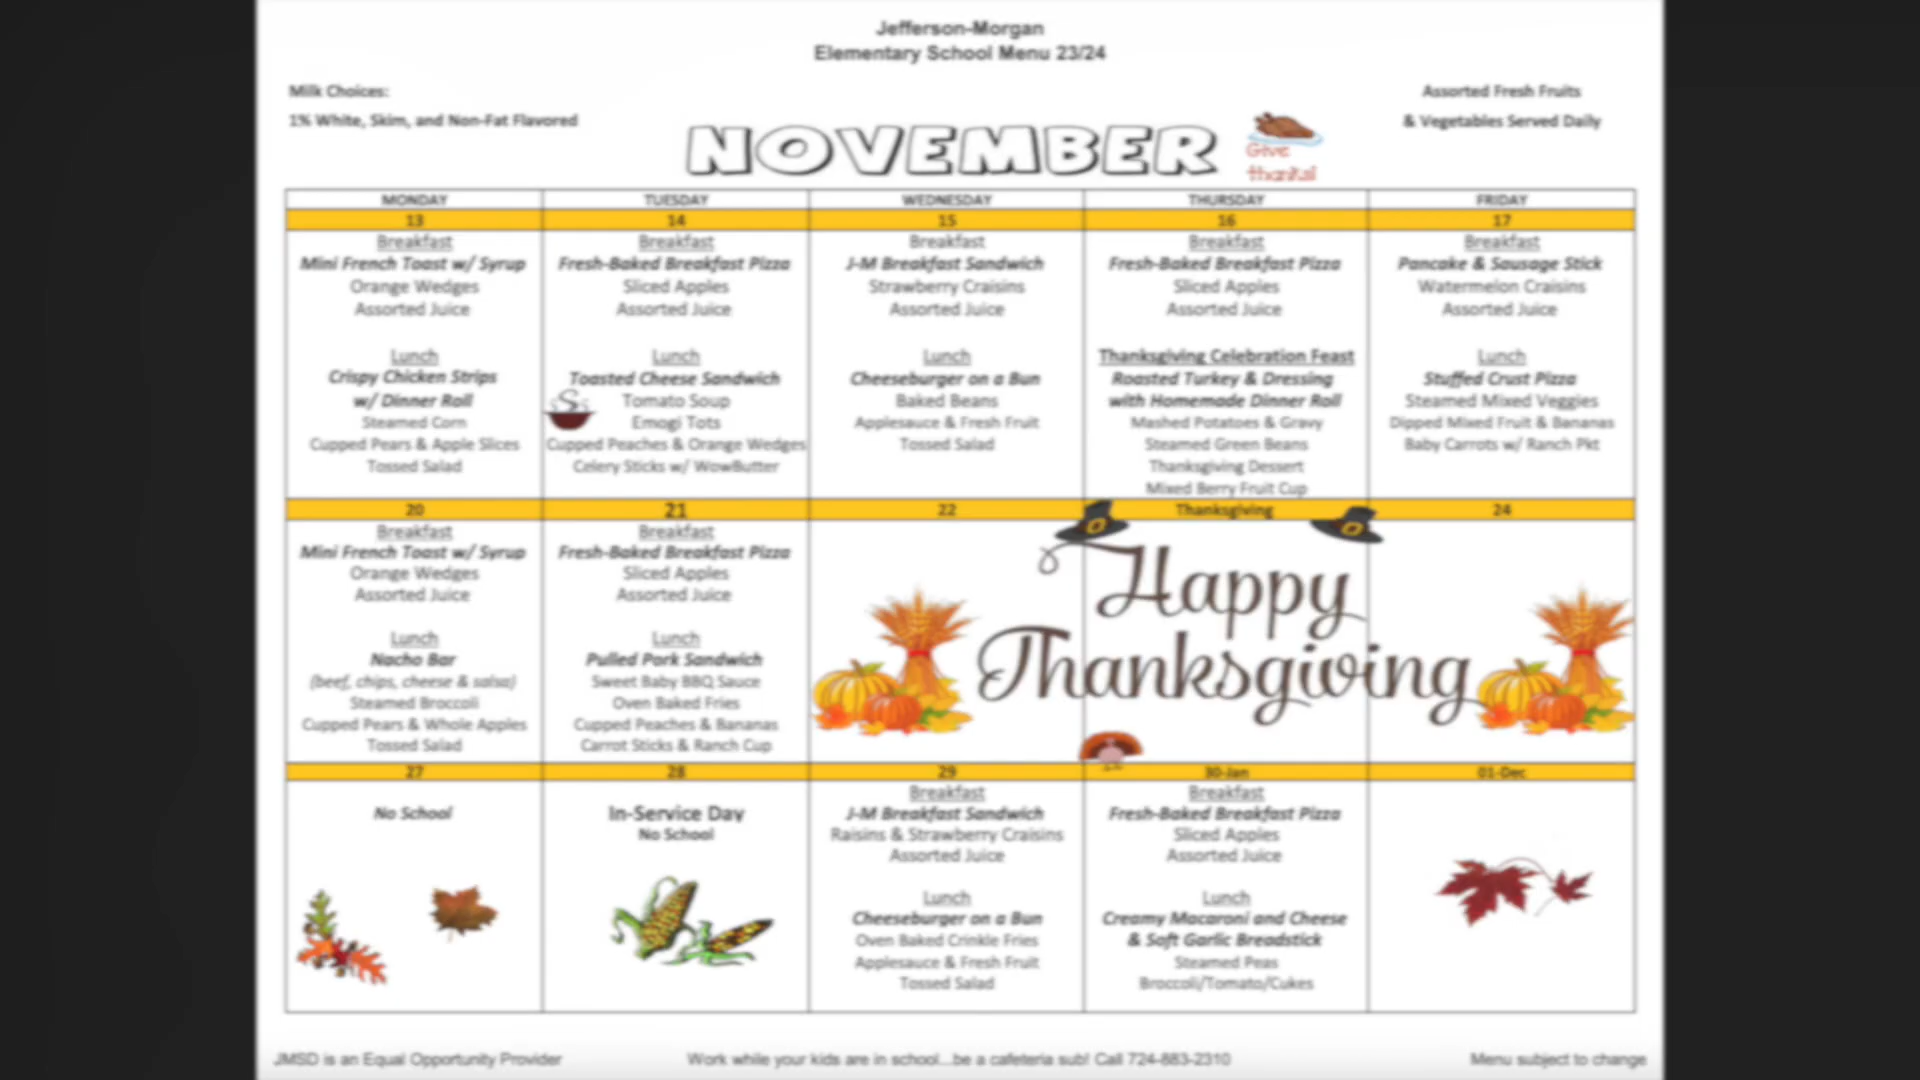 Jefferson-Morgan
Elementary School Menu 23/24
Milk Choices:
1% White, Skim, and Non-Fat Flavored
Assorted Fresh Fruits
& Vegetables Served Daily
NOVEMBER
Give
thanks!
MONDAY TUESDAY WEDNESDAY THURSDAY FRIDAY
13 14 15 16 17
Breakfast
Mini French Toast w/ Syrup
Orange Wedges
Assorted Juice
Lunch
Crispy Chicken Strips
w/ Dinner Roll
Steamed Corn
Cupped Pears & Apple Slices
Tossed Salad
Breakfast
Fresh-Baked Breakfast Pizza
Sliced Apples
Assorted Juice
Lunch
Toasted Cheese Sandwich
Tomato Soup
Emogi Tots
Cupped Peaches & Orange Wedges
Celery Sticks w/ WowButter
Breakfast
J-M Breakfast Sandwich
Strawberry Craisins
Assorted Juice
Lunch
Cheeseburger on a Bun
Baked Beans
Applesauce & Fresh Fruit
Tossed Salad
Breakfast
Fresh-Baked Breakfast Pizza
Sliced Apples
Assorted Juice
Thanksgiving Celebration Feast
Roasted Turkey & Dressing
with Homemade Dinner Roll
Mashed Potatoes & Gravy
Steamed Green Beans
Thanksgiving Dessert
Mixed Berry Fruit Cup
Breakfast
Pancake & Sausage Stick
Watermelon Craisins
Assorted Juice
Lunch
Stuffed Crust Pizza
Steamed Mixed Veggies
Dipped Mixed Fruit & Bananas
Baby Carrots w/ Ranch Pkt
20 21 22 Thanksgiving 24
Breakfast
Mini French Toast w/ Syrup
Orange Wedges
Assorted Juice
Lunch
Nacho Bar
(beef, chips, cheese & salsa)
Steamed Broccoli
Cupped Pears & Whole Apples
Tossed Salad
Breakfast
Fresh-Baked Breakfast Pizza
Sliced Apples
Assorted Juice
Lunch
Pulled Pork Sandwich
Sweet Baby BBQ Sauce
Oven Baked Fries
Cupped Peaches & Bananas
Carrot Sticks & Ranch Cup
Happy
Thanksgiving
27 28 29 30-Jan 01-Dec
No School
In-Service Day
No School
Breakfast
J-M Breakfast Sandwich
Raisins & Strawberry Craisins
Assorted Juice
Lunch
Cheeseburger on a Bun
Oven Baked Crinkle Fries
Applesauce & Fresh Fruit
Tossed Salad
Breakfast
Fresh-Baked Breakfast Pizza
Sliced Apples
Assorted Juice
Lunch
Creamy Macaroni and Cheese
& Soft Garlic Breadstick
Steamed Peas
Broccoli/Tomato/Cukes
JMSD is an Equal Opportunity Provider
Work while your kids are in school...be a cafeteria sub! Call 724-883-2310
Menu subject to change